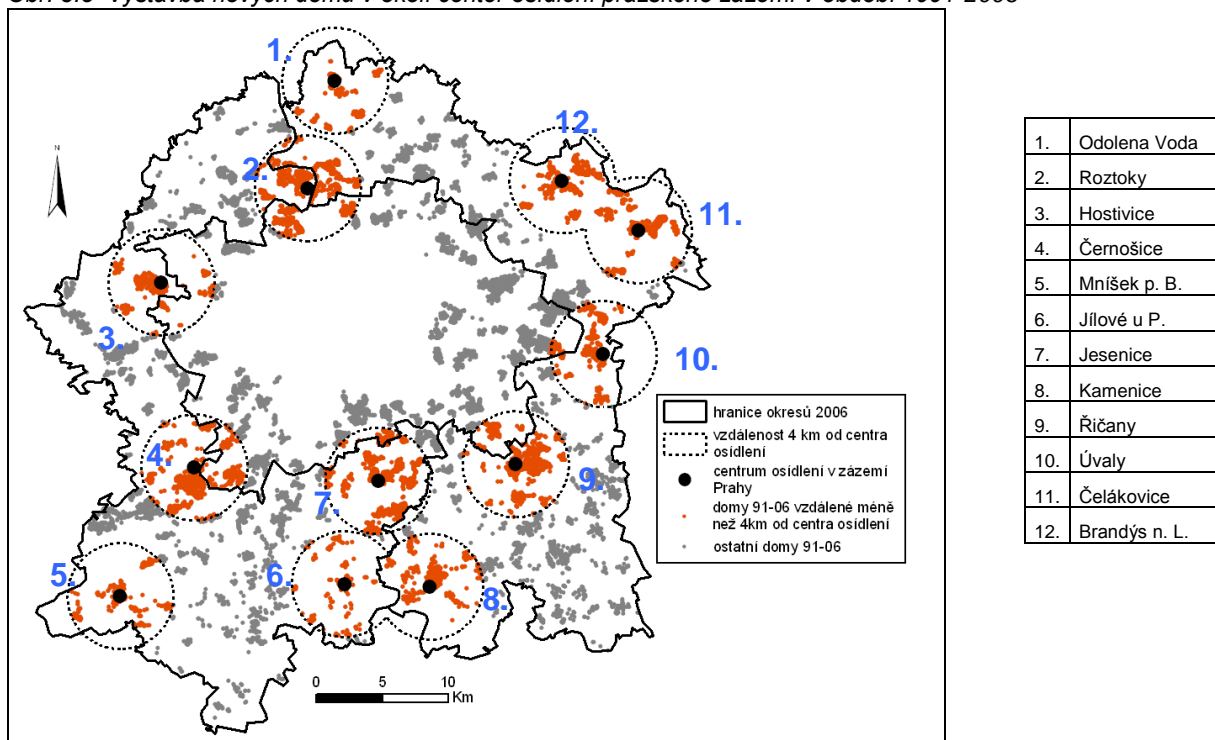 1.
12.
2.
11.
3.
10.
4.
9.
7.
5.
6.
8.
N
hranice okresů 2006
vzdálenost 4 km od centra
osídlení
centrum osídlení v zázemí
Prahy
domy 91-06 vzdálené méně
než 4km od centra osídlení
ostatní domy 91-06
0 5 10
Km
1. Odolena Voda
2. Roztoky
3. Hostivice
4. Černošice
5. Mníšek p. B.
6. Jílové u P.
7. Jesenice
8. Kamenice
9. Říčany
10. Úvaly
11. Čelákovice
12. Brandýs n. L.